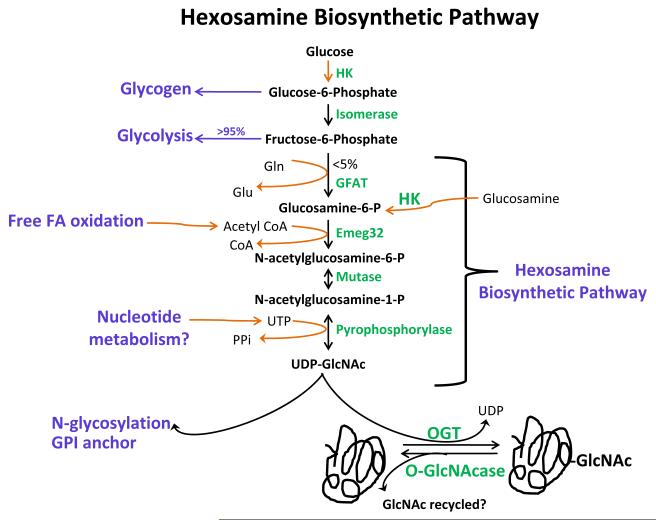 Hexosamine Biosynthetic Pathway
Glucose
HK
Glycogen
Glucose-6-Phosphate
Isomerase
Glycolysis
>95%
Fructose-6-Phosphate
Gln
<5%
Glu
GFAT
Glucosamine-6-P
HK
Glucosamine
Free FA oxidation
Acetyl CoA
CoA
Emeg32
N-acetylglucosamine-6-P
Mutase
N-acetylglucosamine-1-P
Hexosamine
Biosynthetic Pathway
Nucleotide
metabolism?
UTP
PPi
Pyrophosphorylase
UDP-GlcNAc
N-glycosylation
GPI anchor
UDP
OGT
O-GlcNAcase
-GlcNAc
GlcNAc recycled?